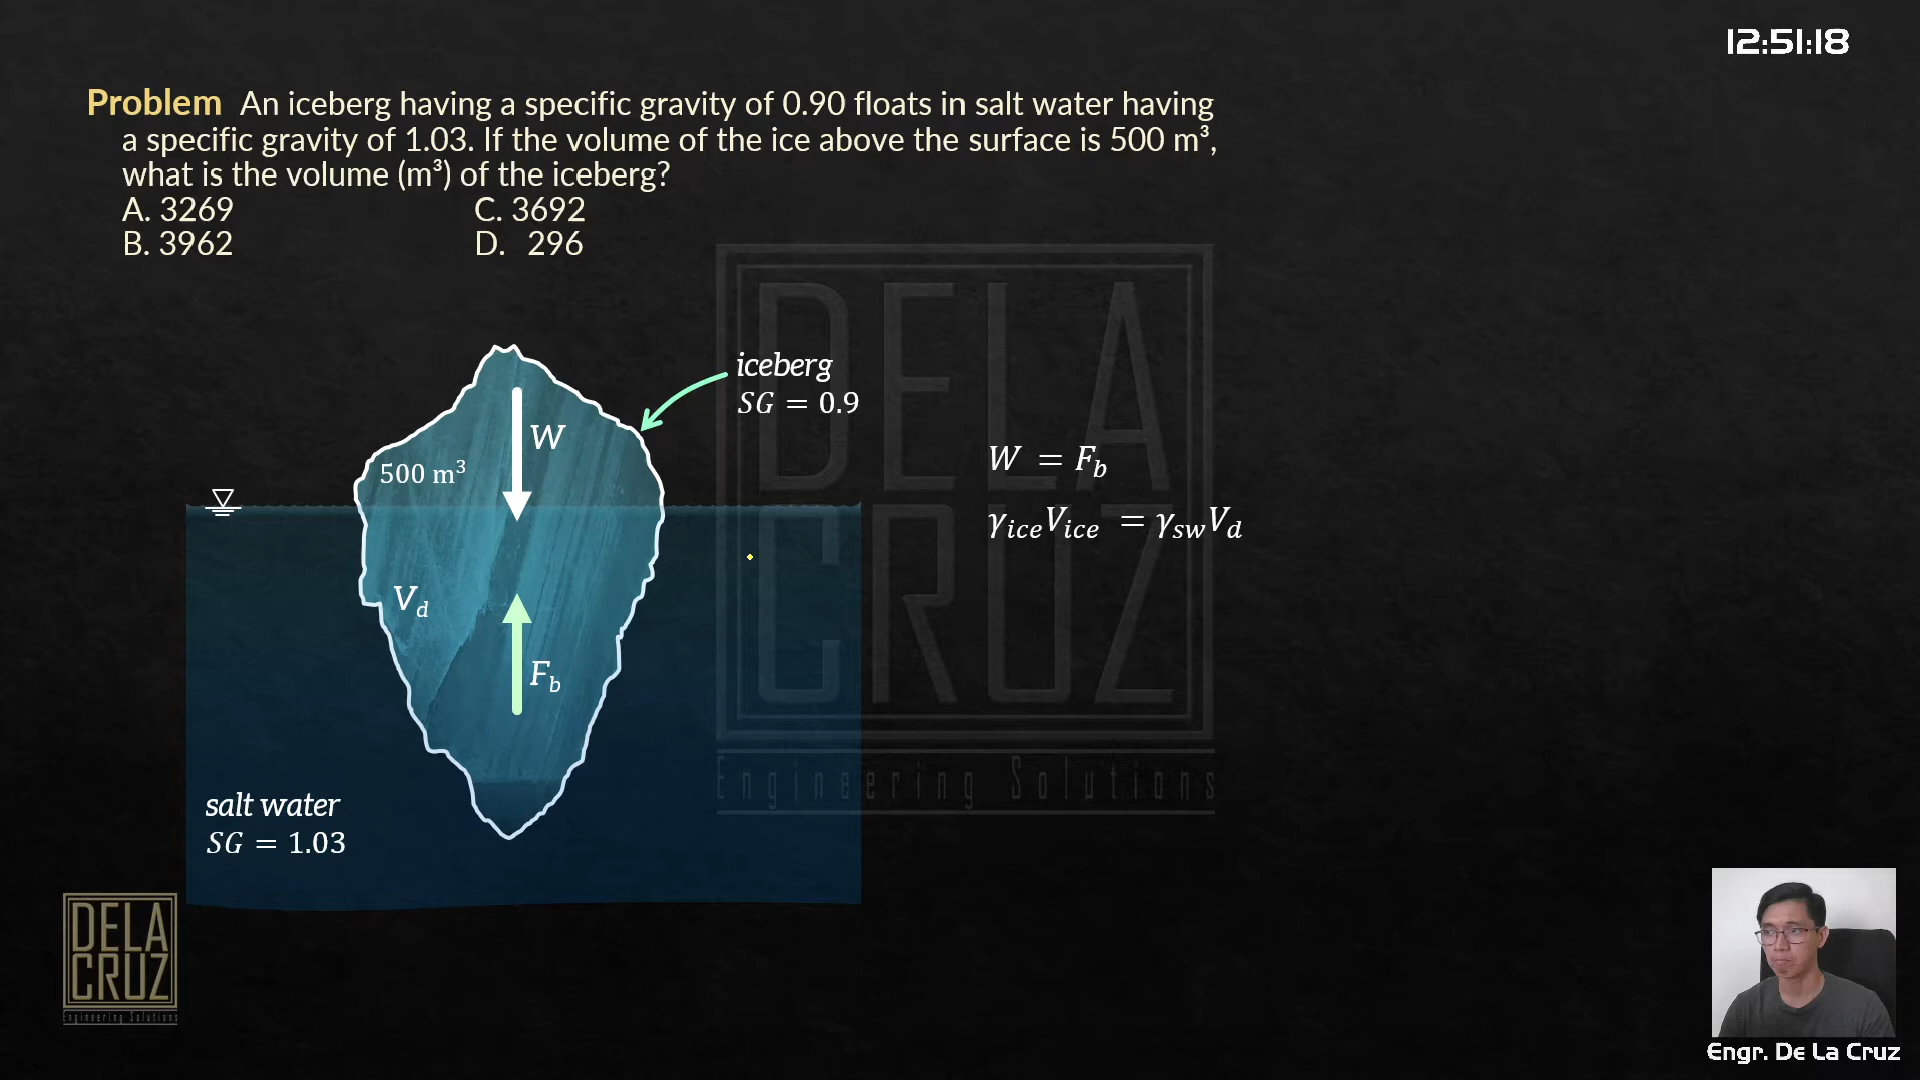 12:51:18
Problem An iceberg having a specific gravity of 0.90 floats in salt water having
a specific gravity of 1.03. If the volume of the ice above the surface is 500 m³,
what is the volume (m³) of the iceberg?
A. 3269 C. 3692
B. 3962 D. 296
iceberg
SG = 0.9
W
500 m³
W = F_b
γ_ice V_ice = γ_sw V_d
V_d
F_b
salt water
SG = 1.03
DELA
CRUZ
Engineering Solutions
DELA
CRUZ
Engineering Solutions
Engr. De La Cruz